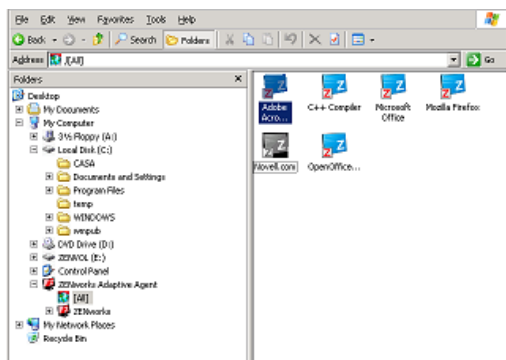 File Edit View Favorites Tools Help
Back Search Folders
Address [All] Go
Folders
Desktop
My Documents
My Computer
3½ Floppy (A:)
Local Disk (C:)
CASA
Documents and Settings
Program Files
temp
WINDOWS
wmpub
DVD Drive (D:)
ZENVOL (E:)
Control Panel
ZENworks Adaptive Agent
[All]
ZENworks
My Network Places
Recycle Bin
Adobe Acro...
C++ Compiler
Microsoft Office
Mozilla Firefox
Novell.com
OpenOffice...